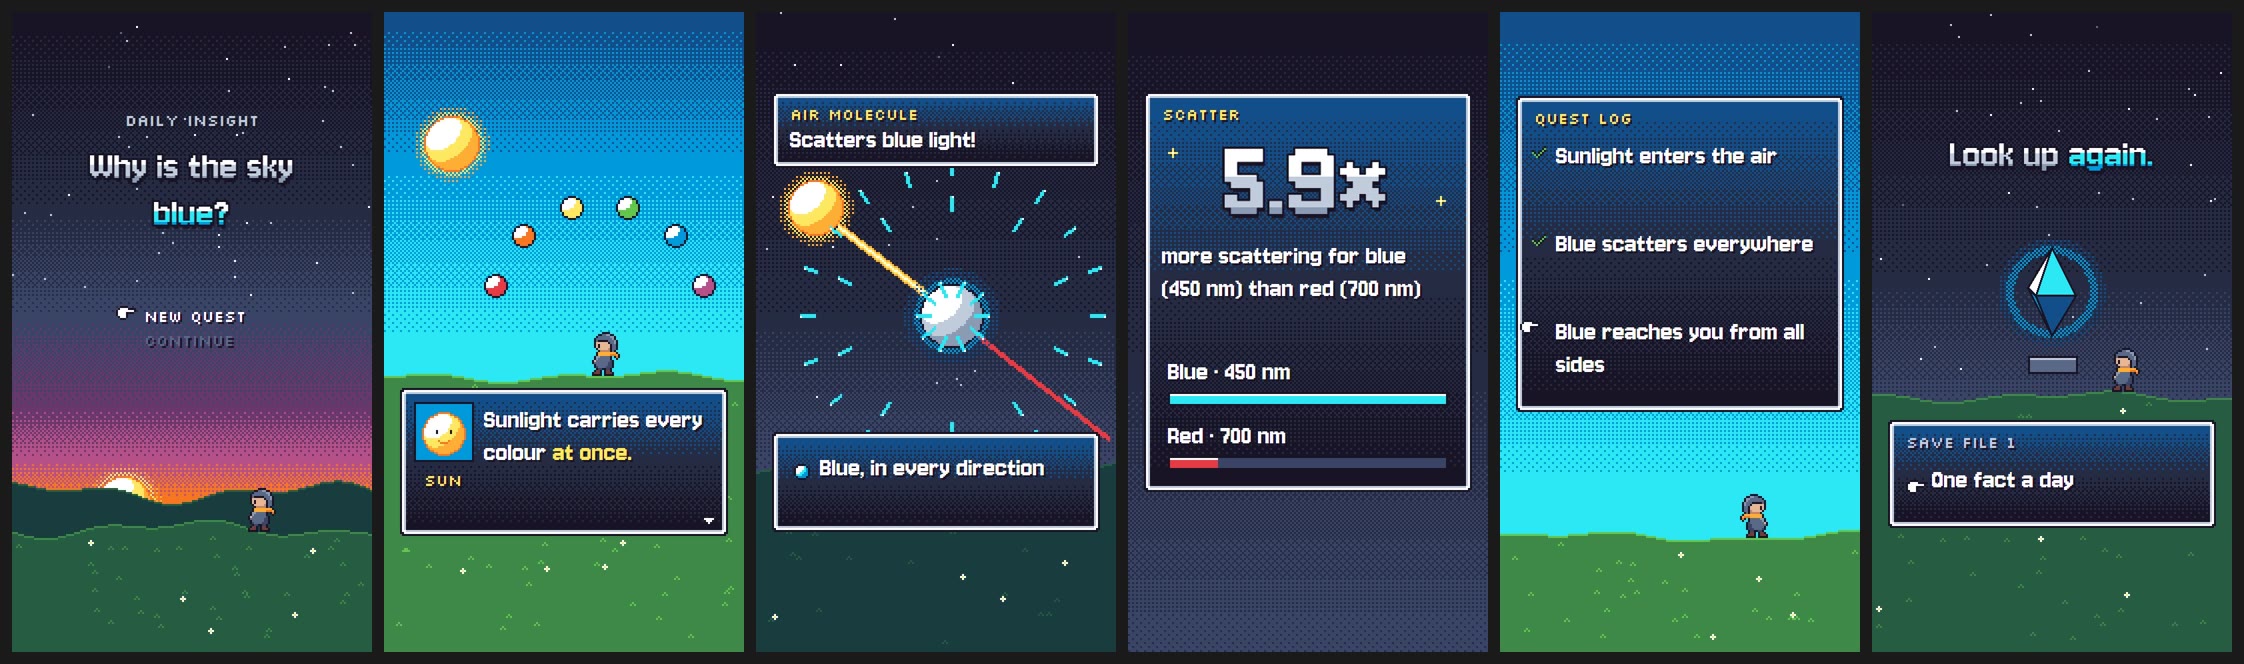 DAILY INSIGHT
Why is the sky
blue?
NEW QUEST
CONTINUE
Sunlight carries every
colour at once.
SUN
AIR MOLECULE
Scatters blue light!
Blue, in every direction
SCATTER
5.9×
more scattering for blue
(450 nm) than red (700 nm)
Blue · 450 nm
Red · 700 nm
QUEST LOG
Sunlight enters the air
Blue scatters everywhere
Blue reaches you from all
sides
Look up again.
SAVE FILE 1
One fact a day